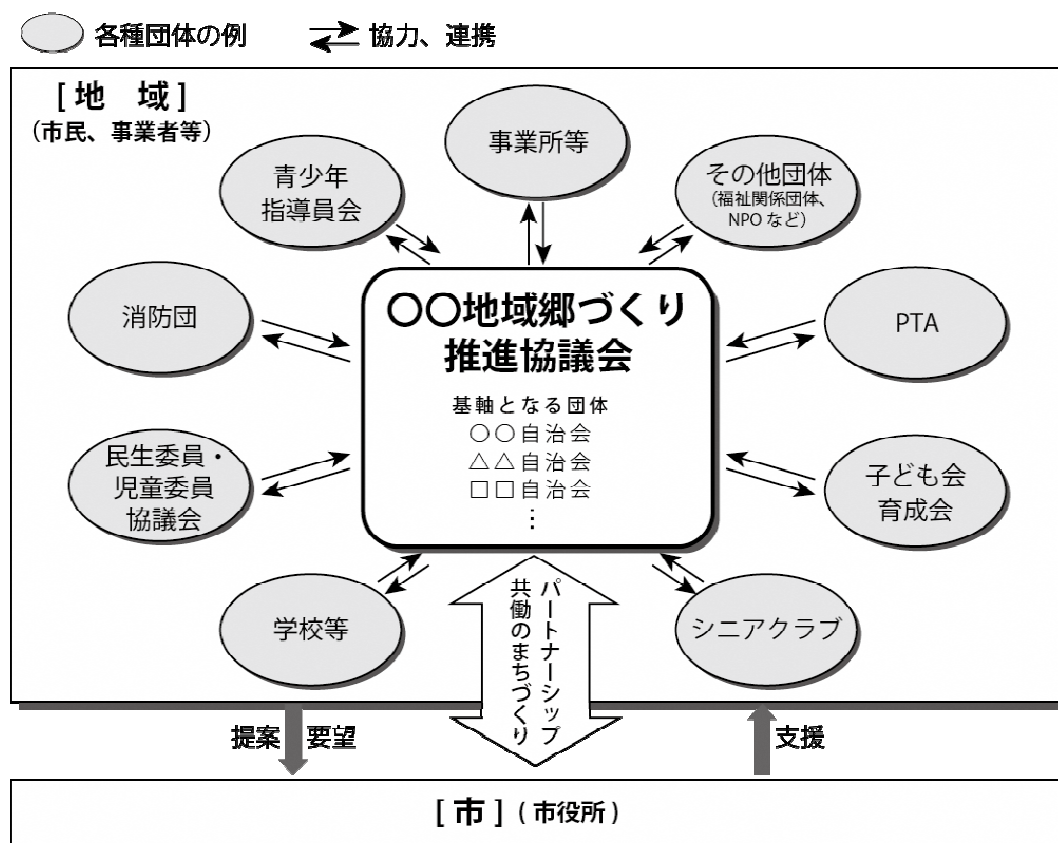 各種団体の例
協力、連携
[ 地　域 ]
（市民、事業者等）
事業所等
青少年
指導員会
その他団体
（福祉関係団体、
NPO など）
消防団
PTA
〇〇地域郷づくり
推進協議会
基軸となる団体
○○自治会
△△自治会
□□自治会
⋮
民生委員・
児童委員
協議会
子ども会
育成会
学校等
シニアクラブ
パートナーシップ
共働のまちづくり
提案
要望
支援
[ 市 ] ( 市役所 )